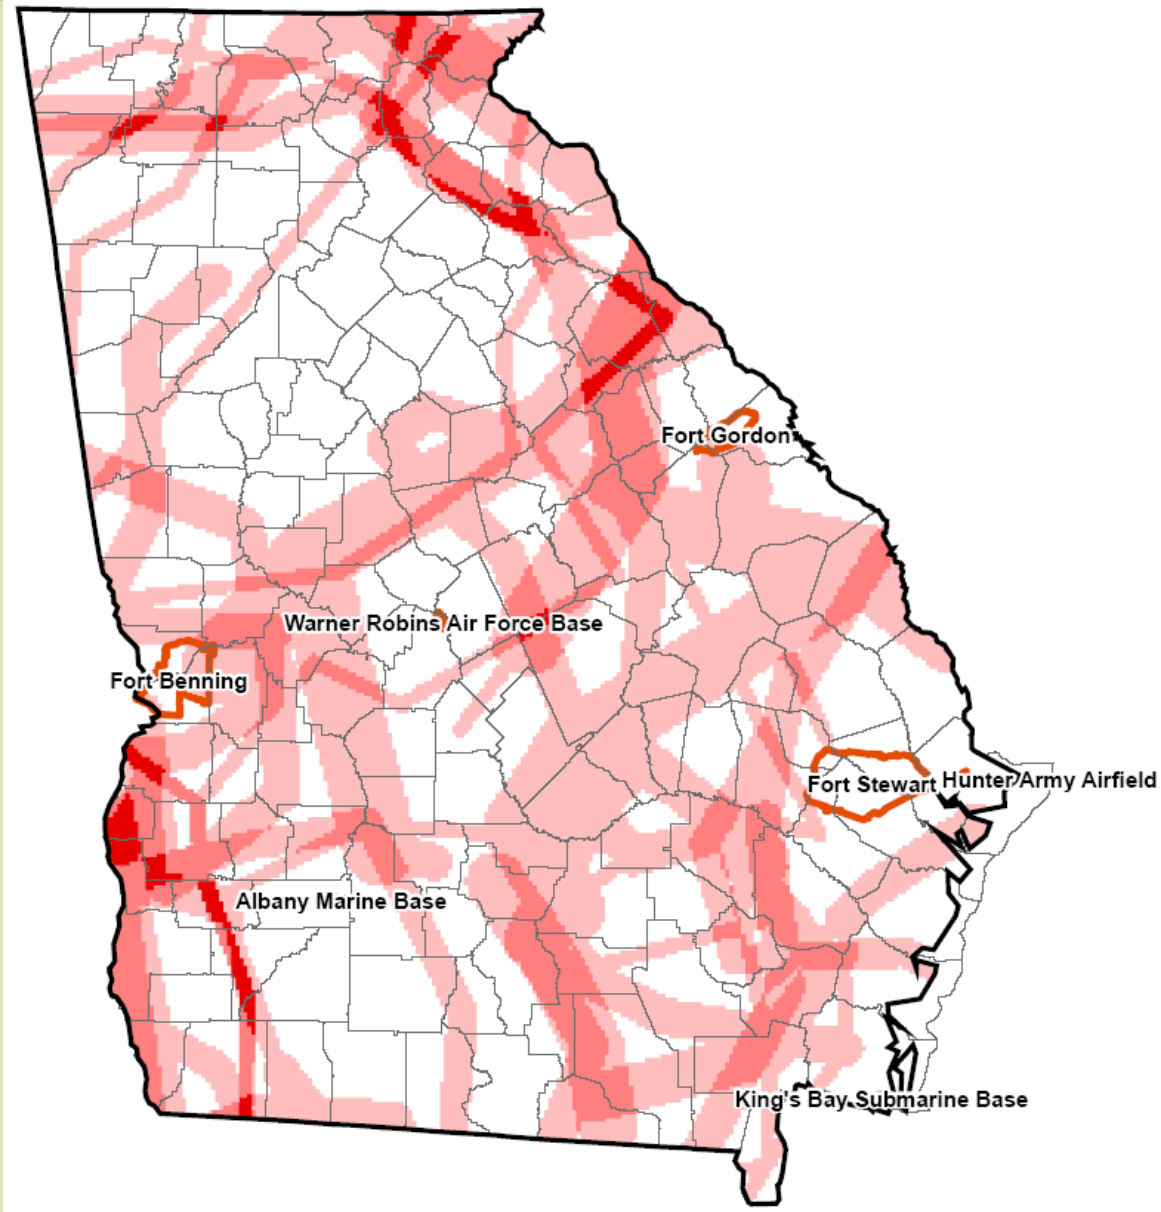 Fort Gordon
Warner Robins Air Force Base
Fort Benning
Fort Stewart
Hunter Army Airfield
Albany Marine Base
King's Bay Submarine Base